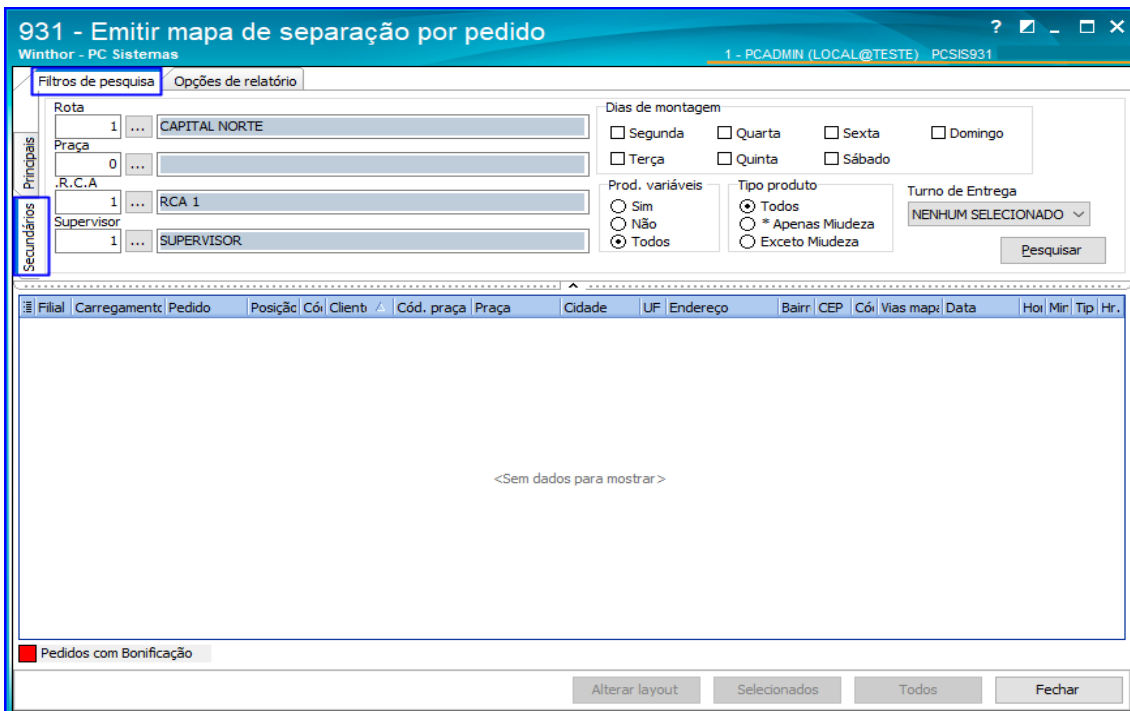 931 - Emitir mapa de separação por pedido
Winthor - PC Sistemas
1 - PCADMIN (LOCAL@TESTE) PCSIS931
Filtros de pesquisa Opções de relatório
Principais
Secundários
Rota
1 ... CAPITAL NORTE
Praça
0 ...
.R.C.A
1 ... RCA 1
Supervisor
1 ... SUPERVISOR
Dias de montagem
Segunda Quarta Sexta Domingo
Terça Quinta Sábado
Prod. variáveis
Sim
Não
Todos
Tipo produto
Todos
* Apenas Miudeza
Exceto Miudeza
Turno de Entrega
NENHUM SELECIONADO
Pesquisar
Filial Carregamento Pedido Posição Có Client Cód. praça Praça Cidade UF Endereço Bairr CEP Có Vias mapa Data Hor Mir Tip Hr.
<Sem dados para mostrar>
Pedidos com Bonificação
Alterar layout Selecionados Todos Fechar